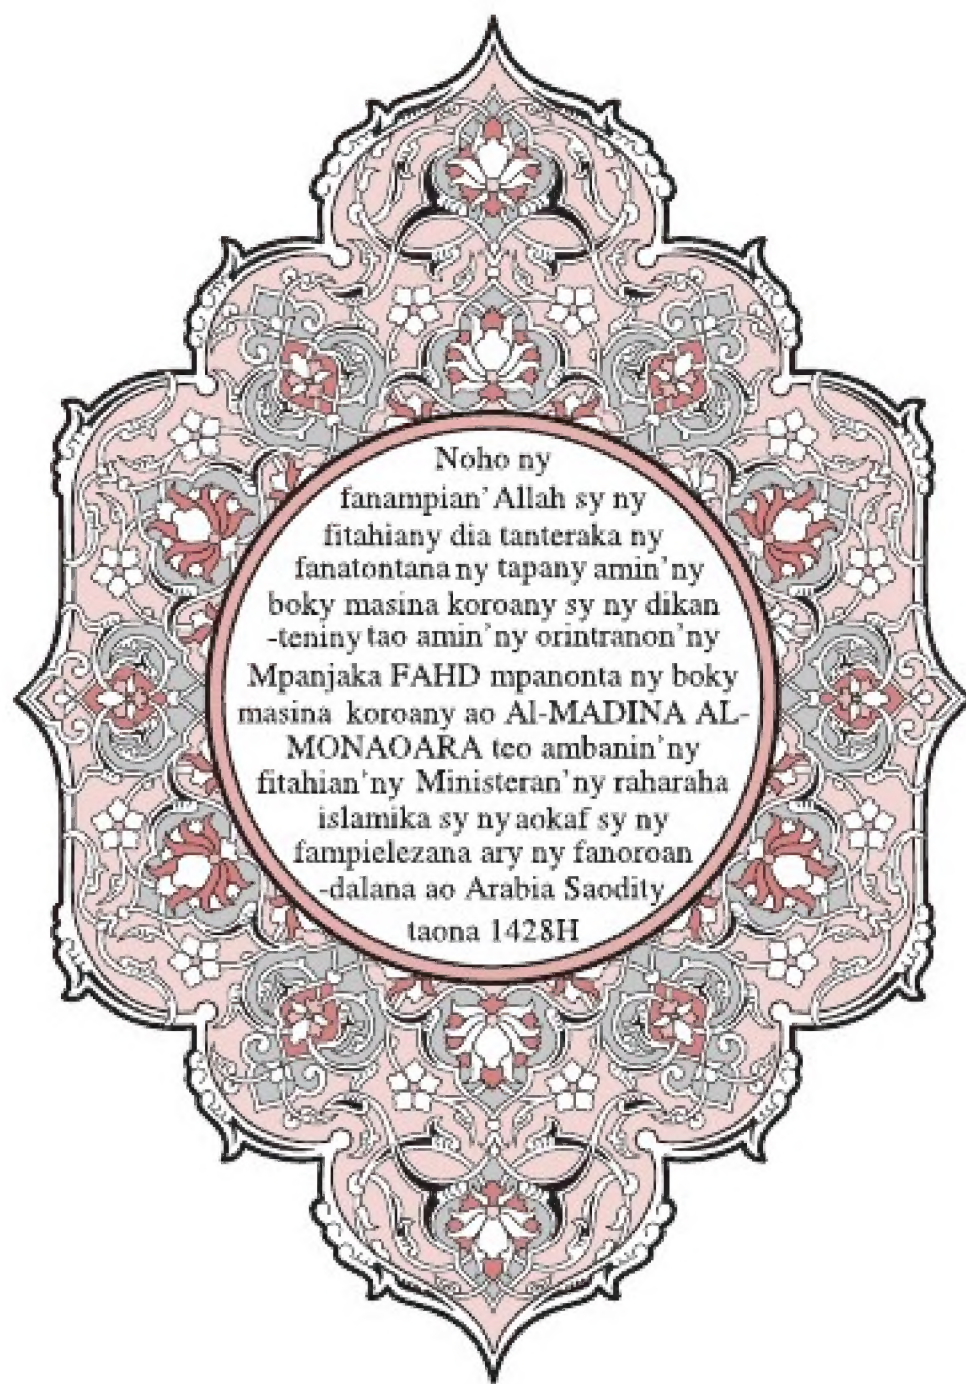 Noho ny
fanampian' Allah sy ny
fitahiany dia tanteraka ny
fanatontana ny tapany amin'ny
boky masina koroany sy ny dikan
-teniny tao amin'ny orintranon'ny
Mpanjaka FAHD mpanonta ny boky
masina koroany ao Al-MADINA AL-
MONAOARA teo ambanin'ny
fitahian'ny Ministeran'ny raharaha
islamika sy ny aokaf sy ny
fampielezana ary ny fanoroan
-dalana ao Arabia Saodity
taona 1428H